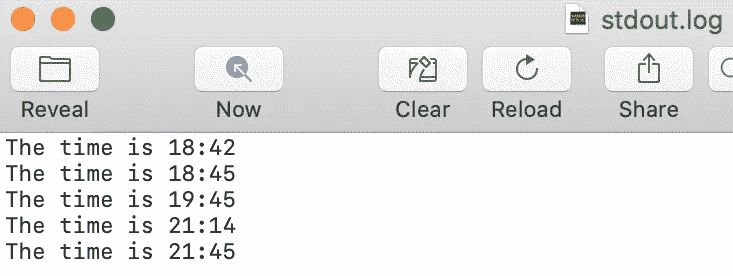 stdout.log
Reveal Now Clear Reload Share
The time is 18:42
The time is 18:45
The time is 19:45
The time is 21:14
The time is 21:45